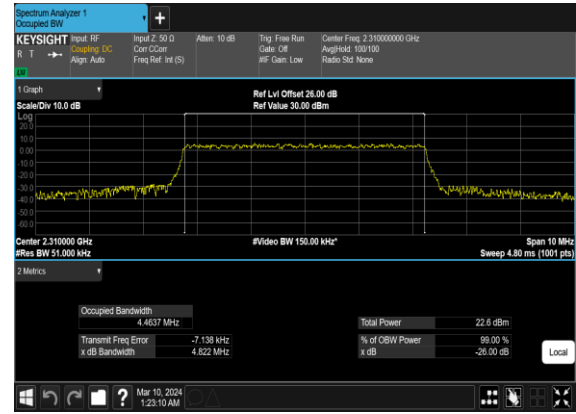 Spectrum Analyzer 1
Occupied BW
+
KEYSIGHT Input: RF Input Z: 50 Ω Atten: 10 dB Trig: Free Run Center Freq: 2.310000000 GHz
R T Coupling: DC Corr CCorr Gate: Off Avg|Hold: 100/100
Align: Auto Freq Ref: Int (S) #IF Gain: Low Radio Std: None
1 Graph
Ref Lvl Offset 26.00 dB
Scale/Div 10.0 dB Ref Value 30.00 dBm
Log
20.0
10.0
0.00
-10.0
-20.0
-30.0
-40.0
-50.0
-60.0
Center 2.310000 GHz #Video BW 150.00 kHz* Span 10 MHz
#Res BW 51.000 kHz Sweep 4.80 ms (1001 pts)
2 Metrics
Occupied Bandwidth
4.4637 MHz Total Power 22.6 dBm
Transmit Freq Error -7.138 kHz % of OBW Power 99.00 %
x dB Bandwidth 4.822 MHz x dB -26.00 dB
Local
? Mar 10, 2024
1:23:10 AM